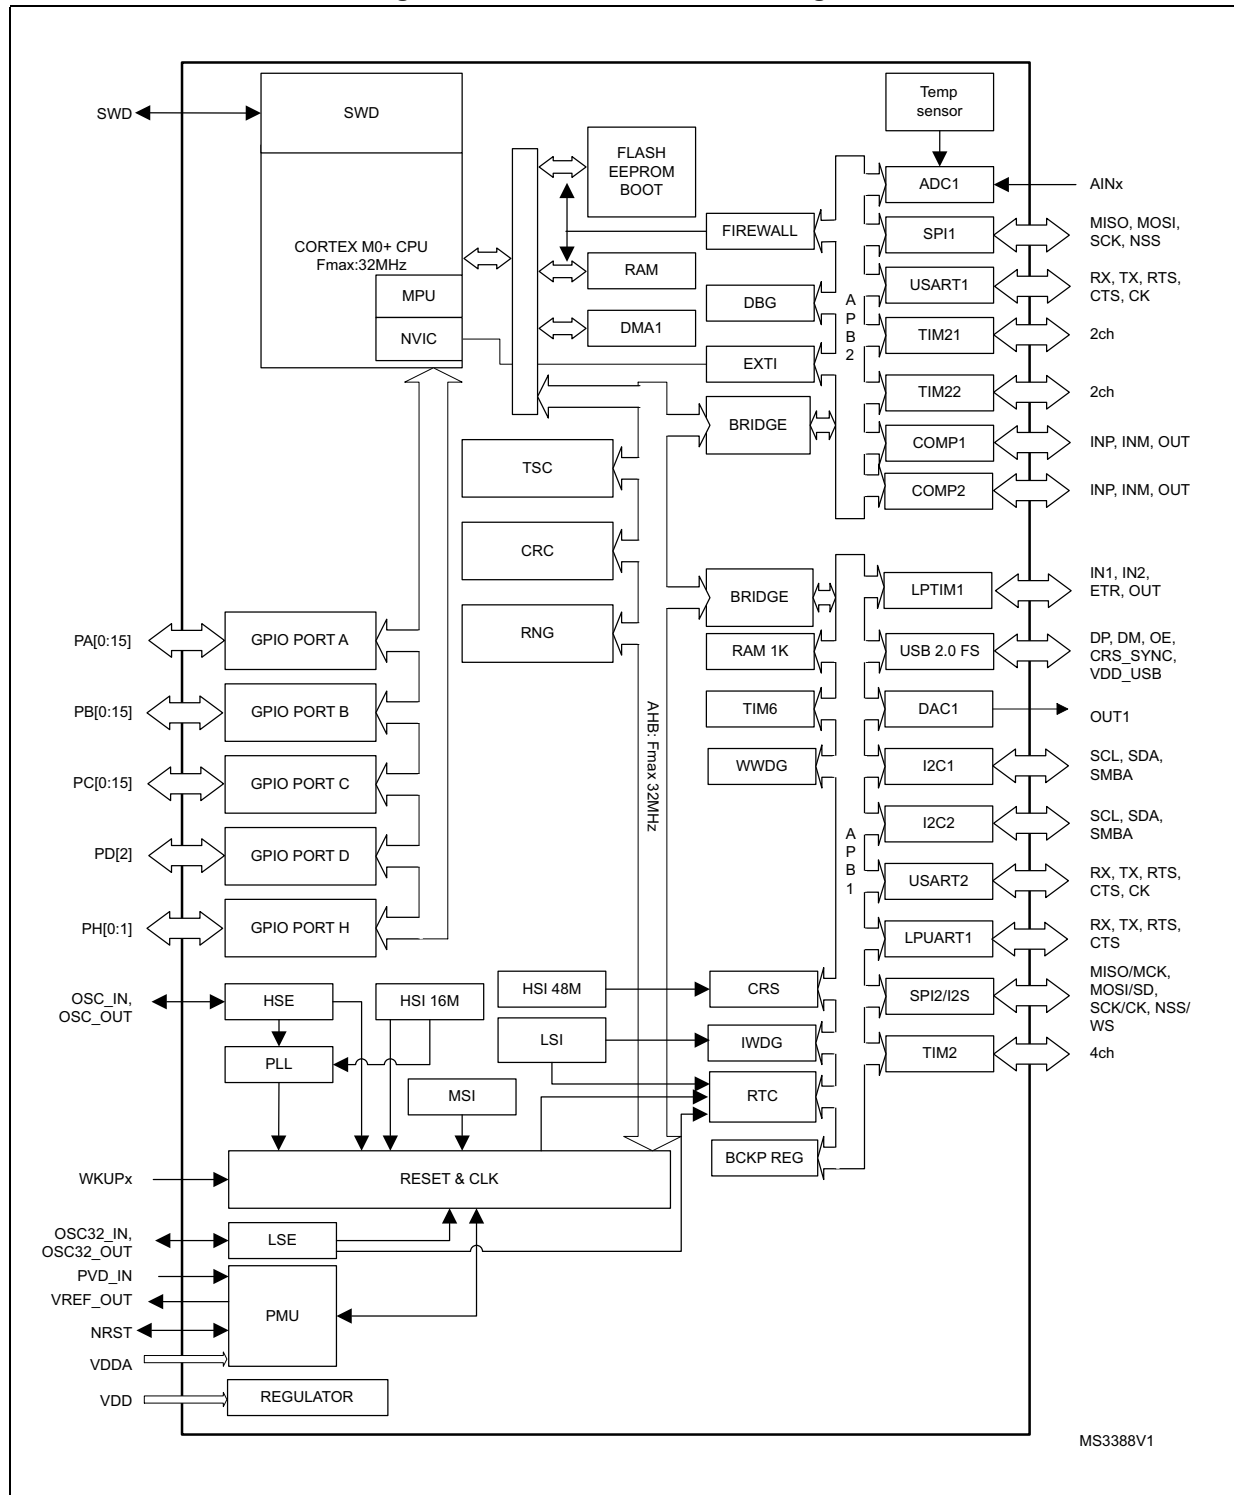 SWD
SWD
CORTEX M0+ CPU
Fmax:32MHz
MPU
NVIC
FLASH
EEPROM
BOOT
RAM
DMA1
FIREWALL
DBG
EXTI
BRIDGE
APB2
Temp
sensor
ADC1
AINx
SPI1
MISO, MOSI,
SCK, NSS
USART1
RX, TX, RTS,
CTS, CK
TIM21
2ch
TIM22
2ch
COMP1
INP, INM, OUT
COMP2
INP, INM, OUT
TSC
CRC
RNG
AHB: Fmax 32MHz
BRIDGE
RAM 1K
TIM6
WWDG
APB1
LPTIM1
IN1, IN2,
ETR, OUT
USB 2.0 FS
DP, DM, OE,
CRS_SYNC,
VDD_USB
DAC1
OUT1
I2C1
SCL, SDA,
SMBA
I2C2
SCL, SDA,
SMBA
USART2
RX, TX, RTS,
CTS, CK
LPUART1
RX, TX, RTS,
CTS
SPI2/I2S
MISO/MCK,
MOSI/SD,
SCK/CK, NSS/
WS
TIM2
4ch
PA[0:15]
GPIO PORT A
PB[0:15]
GPIO PORT B
PC[0:15]
GPIO PORT C
PD[2]
GPIO PORT D
PH[0:1]
GPIO PORT H
OSC_IN,
OSC_OUT
HSE
HSI 16M
PLL
MSI
HSI 48M
LSI
CRS
IWDG
RTC
BCKP REG
WKUPx
RESET & CLK
OSC32_IN,
OSC32_OUT
LSE
PVD_IN
VREF_OUT
NRST
VDDA
PMU
VDD
REGULATOR
MS3388V1